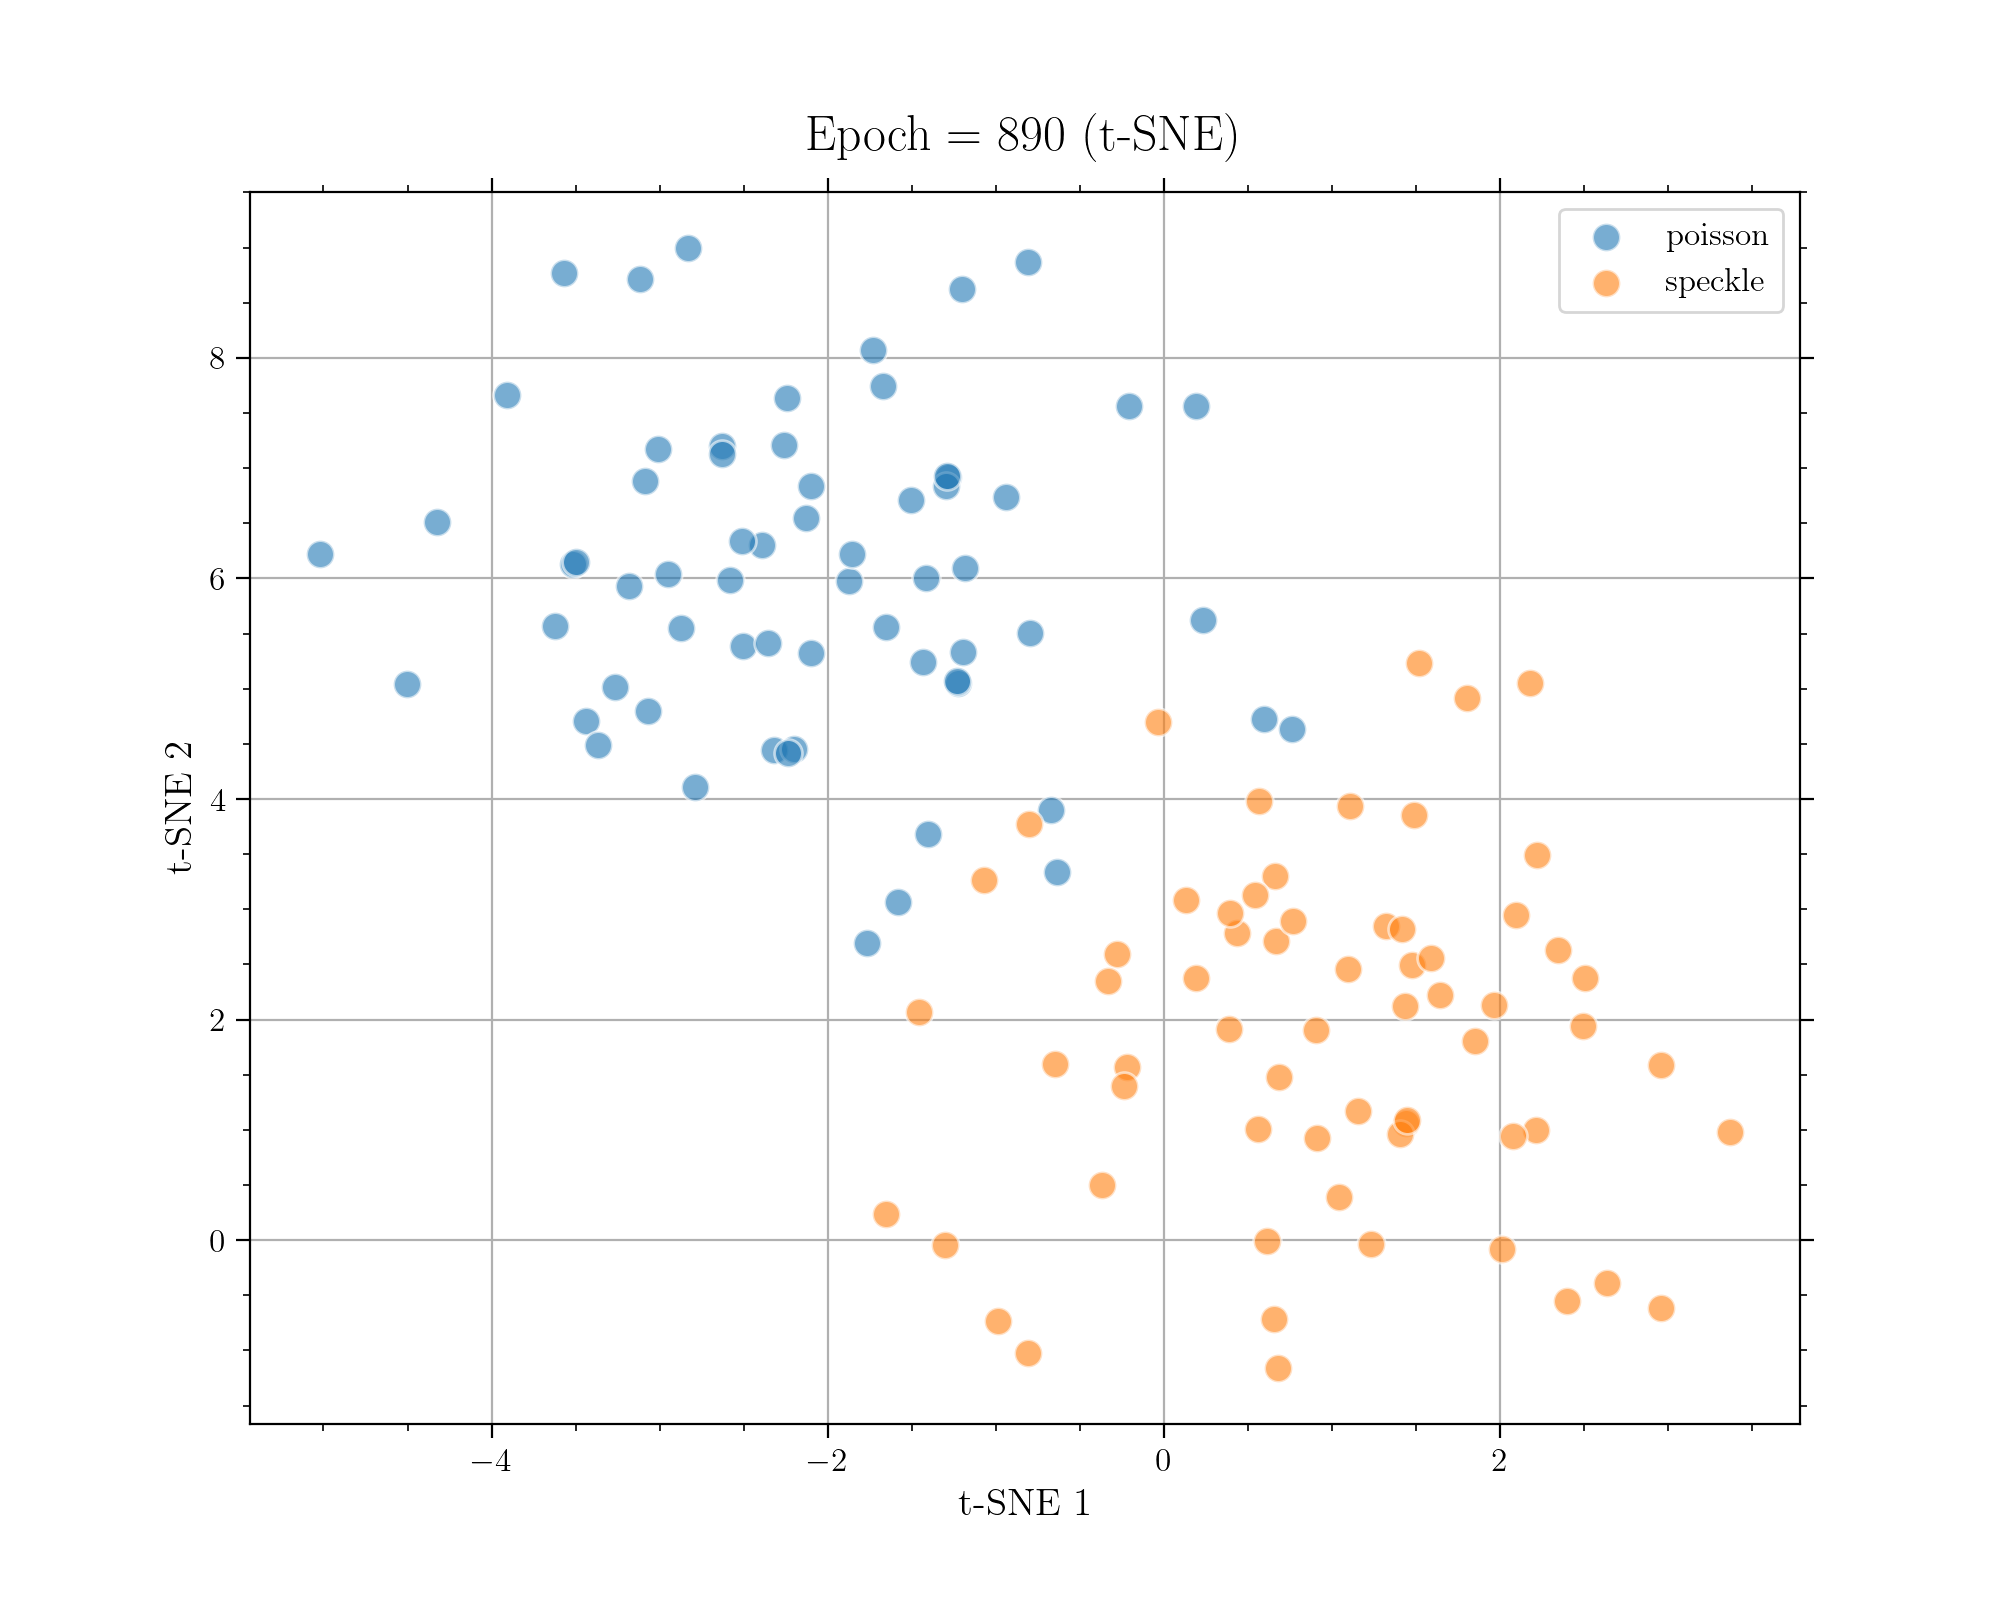 Epoch = 890 (t-SNE)
poisson
speckle
8
6
4
2
0
t-SNE 2
−4
−2
0
2
t-SNE 1